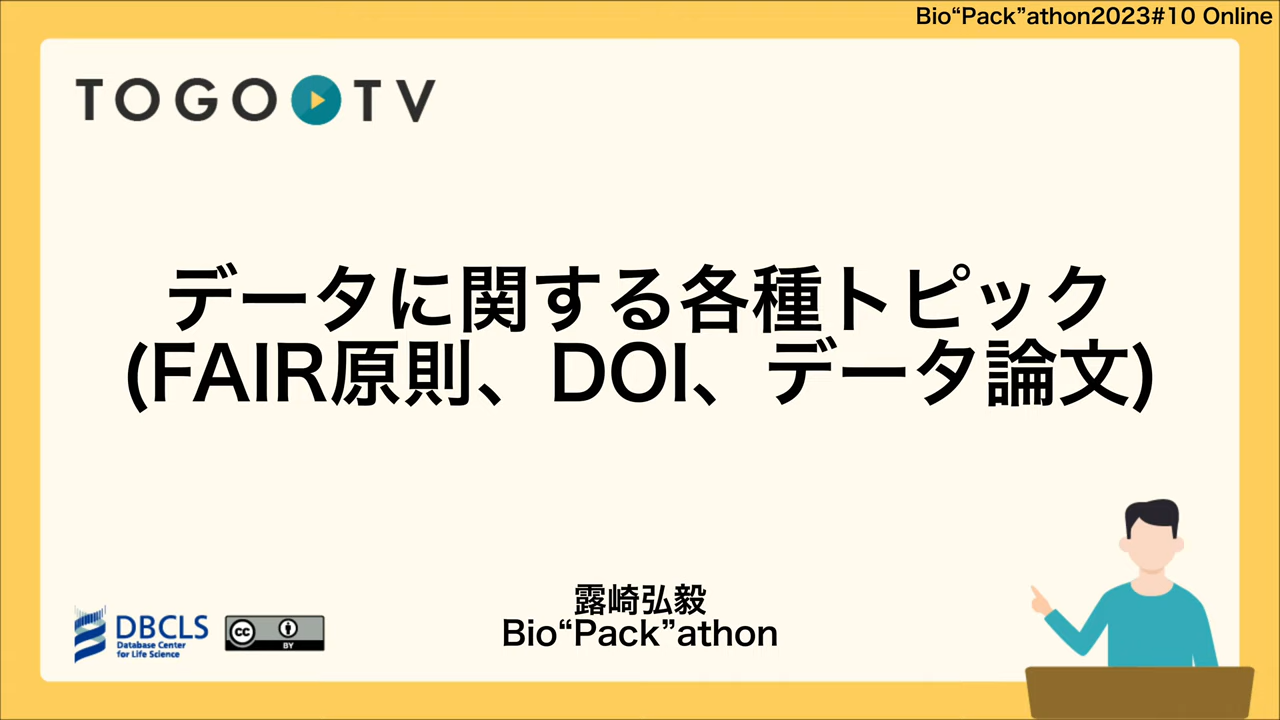 Bio“Pack”athon2023#10 Online
TOGO TV
データに関する各種トピック
(FAIR原則、DOI、データ論文)
露崎弘毅
Bio“Pack”athon
DBCLS
Database Center
for Life Science
cc
BY